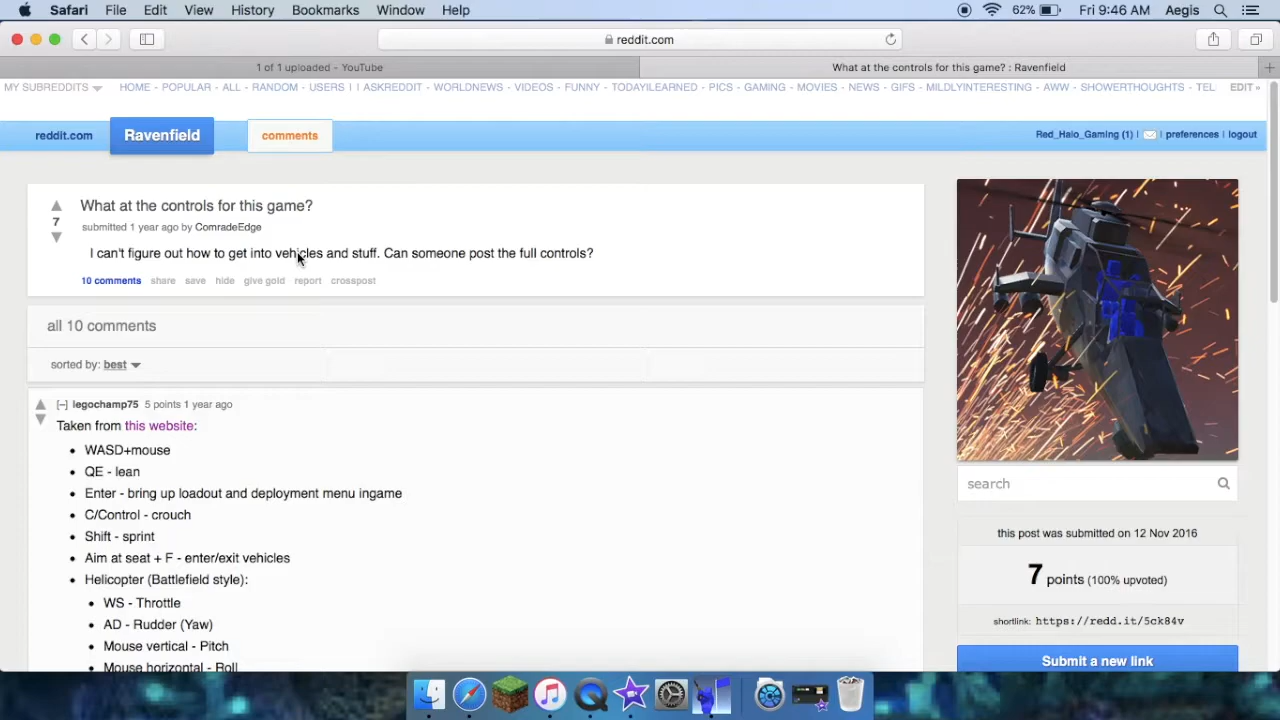 Safari File Edit View History Bookmarks Window Help 62% Fri 9:46 AM Aegis
reddit.com
1 of 1 uploaded - YouTube What at the controls for this game? : Ravenfield
MY SUBREDDITS HOME - POPULAR - ALL - RANDOM - USERS | | ASKREDDIT - WORLDNEWS - VIDEOS - FUNNY - TODAYILEARNED - PICS - GAMING - MOVIES - NEWS - GIFS - MILDLYINTERESTING - AWW - SHOWERTHOUGHTS - TEL EDIT »
reddit.com Ravenfield comments Red_Halo_Gaming (1) | | preferences | logout
What at the controls for this game?
7
submitted 1 year ago by ComradeEdge
I can't figure out how to get into vehicles and stuff. Can someone post the full controls?
10 comments share save hide give gold report crosspost
all 10 comments
sorted by: best
[–] legochamp75 5 points 1 year ago
Taken from this website:
• WASD+mouse
• QE - lean
• Enter - bring up loadout and deployment menu ingame
• C/Control - crouch
• Shift - sprint
• Aim at seat + F - enter/exit vehicles
• Helicopter (Battlefield style):
• WS - Throttle
• AD - Rudder (Yaw)
• Mouse vertical - Pitch
• Mouse horizontal - Roll
search
this post was submitted on 12 Nov 2016
7 points (100% upvoted)
shortlink: https://redd.it/5ck84v
Submit a new link